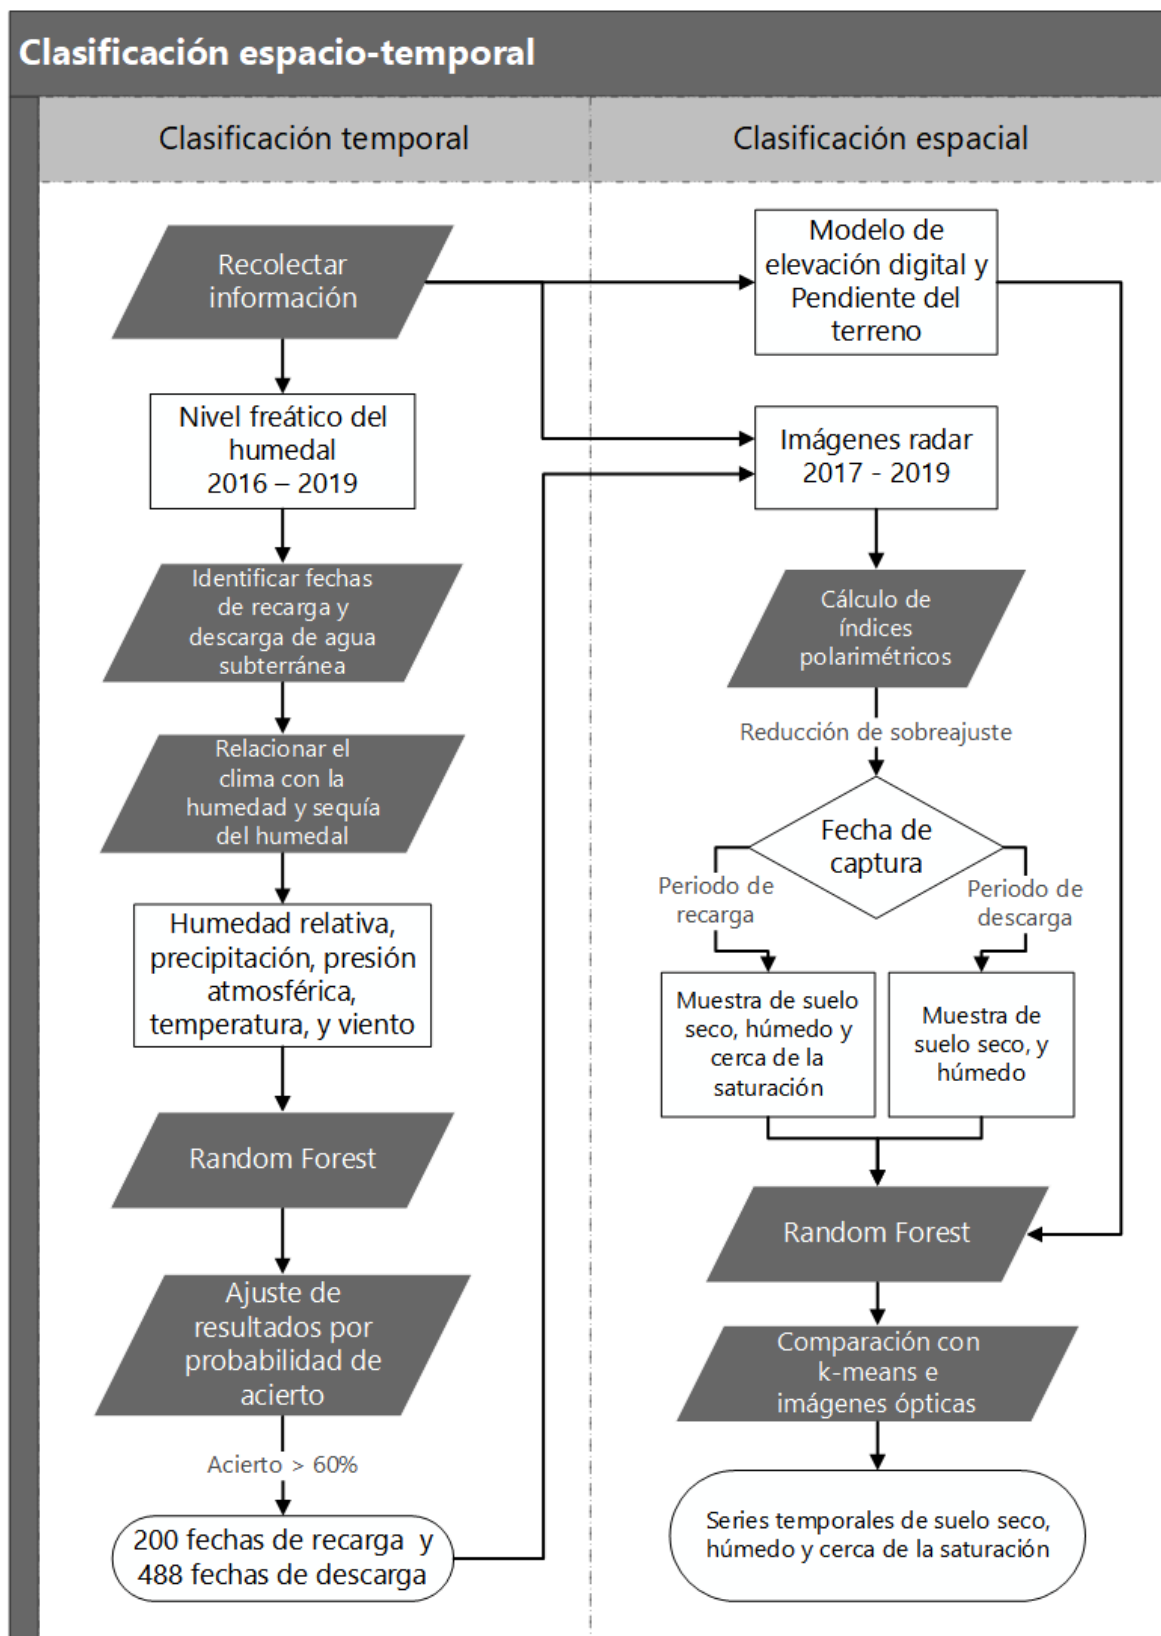 Clasificación espacio-temporal
Clasificación temporal
Clasificación espacial
Recolectar
información
Nivel freático del
humedal
2016 – 2019
Identificar fechas
de recarga y
descarga de agua
subterránea
Relacionar el
clima con la
humedad y sequía
del humedal
Humedad relativa,
precipitación, presión
atmosférica,
temperatura, y viento
Random Forest
Ajuste de
resultados por
probabilidad de
acierto
Acierto > 60%
200 fechas de recarga y
488 fechas de descarga
Modelo de
elevación digital y
Pendiente del
terreno
Imágenes radar
2017 - 2019
Cálculo de
índices
polarimétricos
Reducción de sobreajuste
Fecha de
captura
Periodo de
recarga
Periodo de
descarga
Muestra de suelo
seco, húmedo y
cerca de la
saturación
Muestra de
suelo seco, y
húmedo
Random Forest
Comparación con
k-means e
imágenes ópticas
Series temporales de suelo seco,
húmedo y cerca de la saturación